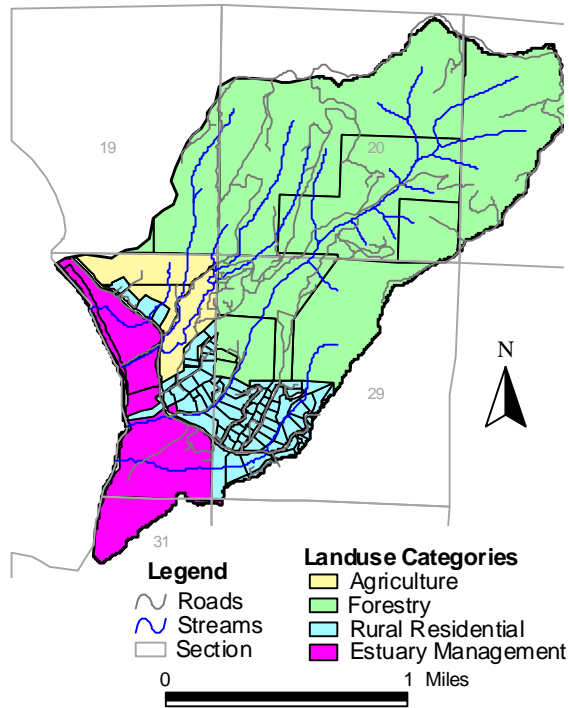 19
20
N
29
31
Legend
Roads
Streams
Section
Landuse Categories
Agriculture
Forestry
Rural Residential
Estuary Management
0 1 Miles